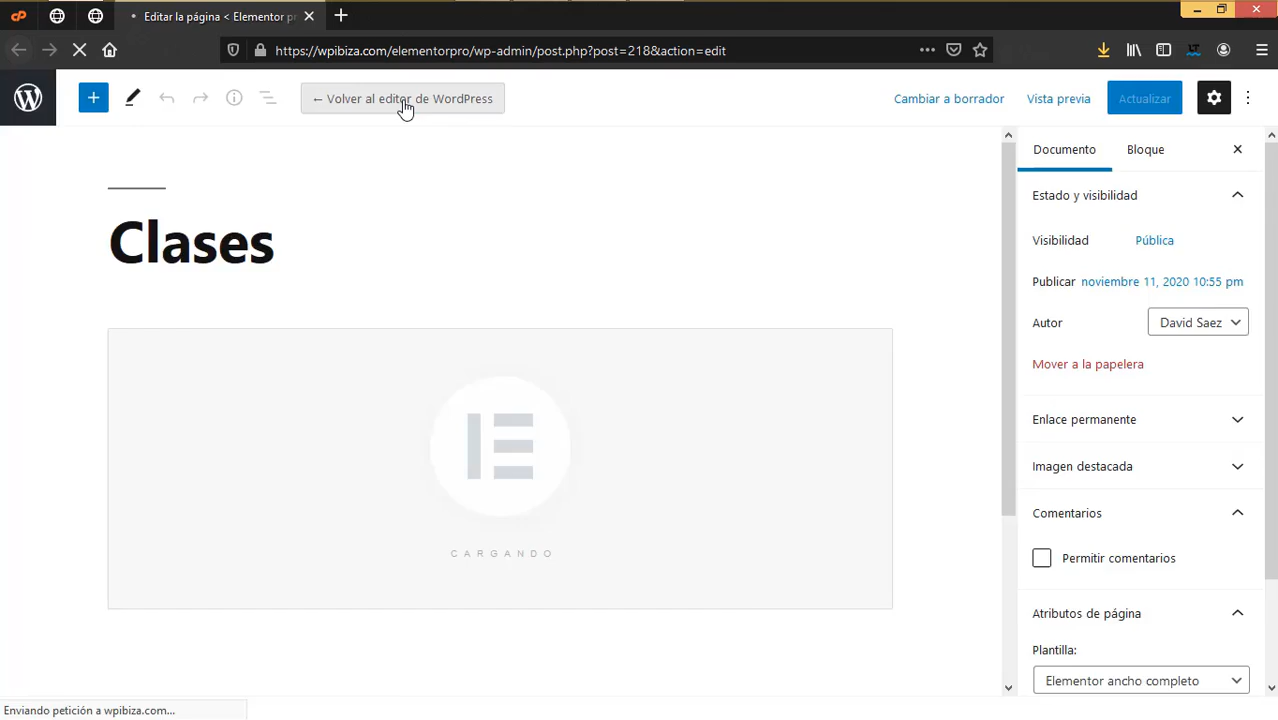 Editar la página < Elementor pr
https://wpibiza.com/elementorpro/wp-admin/post.php?post=218&action=edit
← Volver al editor de WordPress
Cambiar a borrador
Vista previa
Actualizar
Documento
Bloque
Estado y visibilidad
Clases
Visibilidad
Pública
Publicar
noviembre 11, 2020 10:55 pm
Autor
David Saez
Mover a la papelera
Enlace permanente
Imagen destacada
Comentarios
CARGANDO
Permitir comentarios
Atributos de página
Plantilla:
Elementor ancho completo
Enviando petición a wpibiza.com...